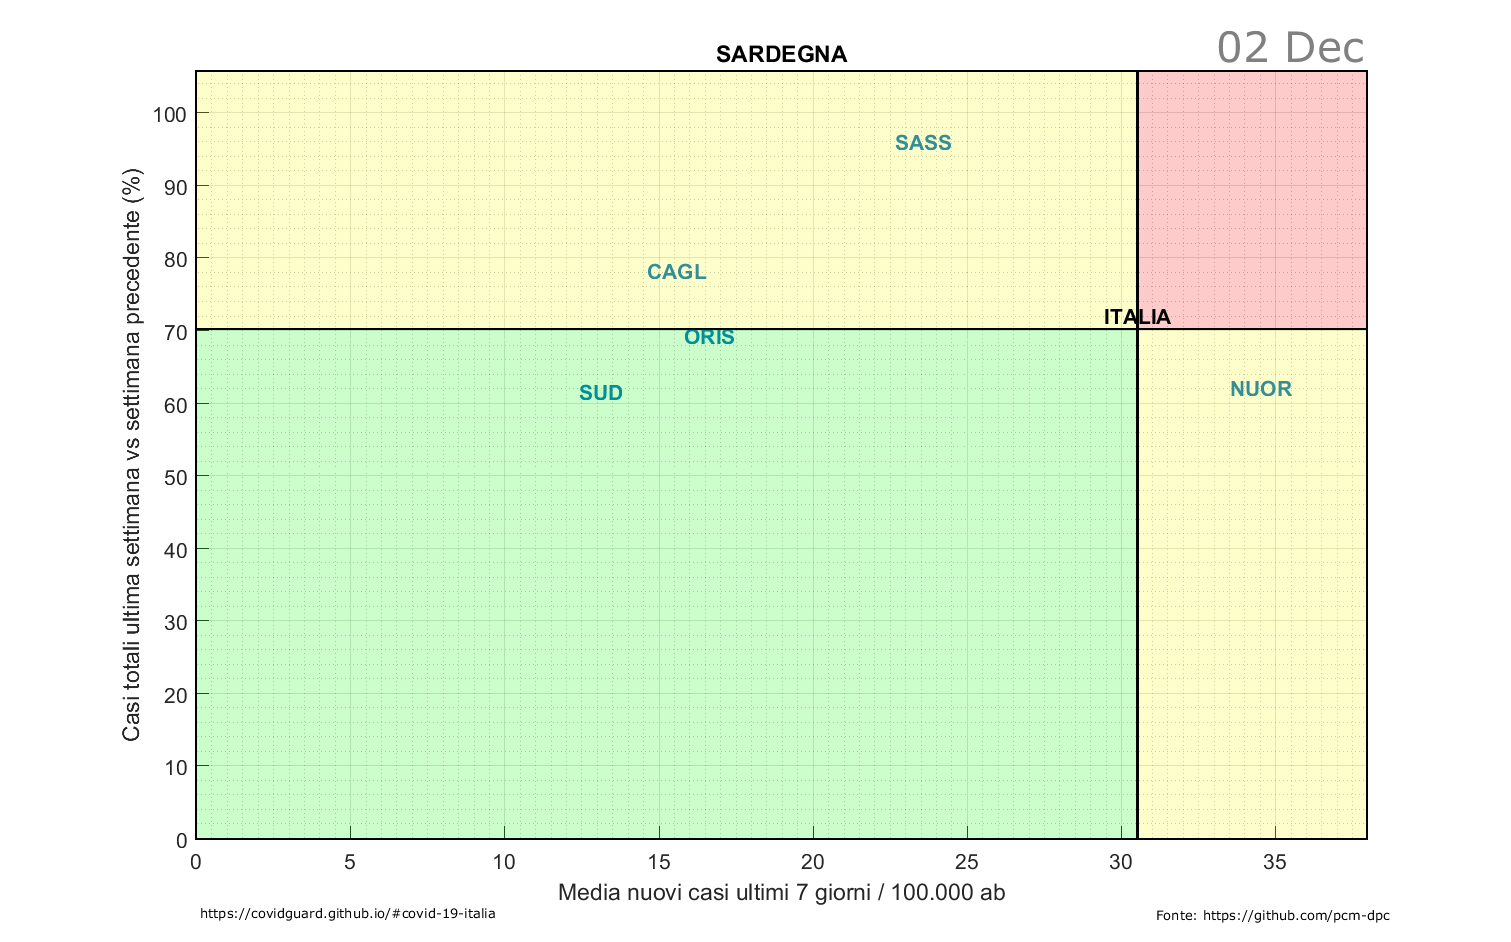 SARDEGNA
02 Dec
Casi totali ultima settimana vs settimana precedente (%)
100
90
80
70
60
50
40
30
20
10
0
SASS
CAGL
ITALIA
ORIS
SUD
NUOR
0 5 10 15 20 25 30 35
Media nuovi casi ultimi 7 giorni / 100.000 ab
https://covidguard.github.io/#covid-19-italia
Fonte: https://github.com/pcm-dpc